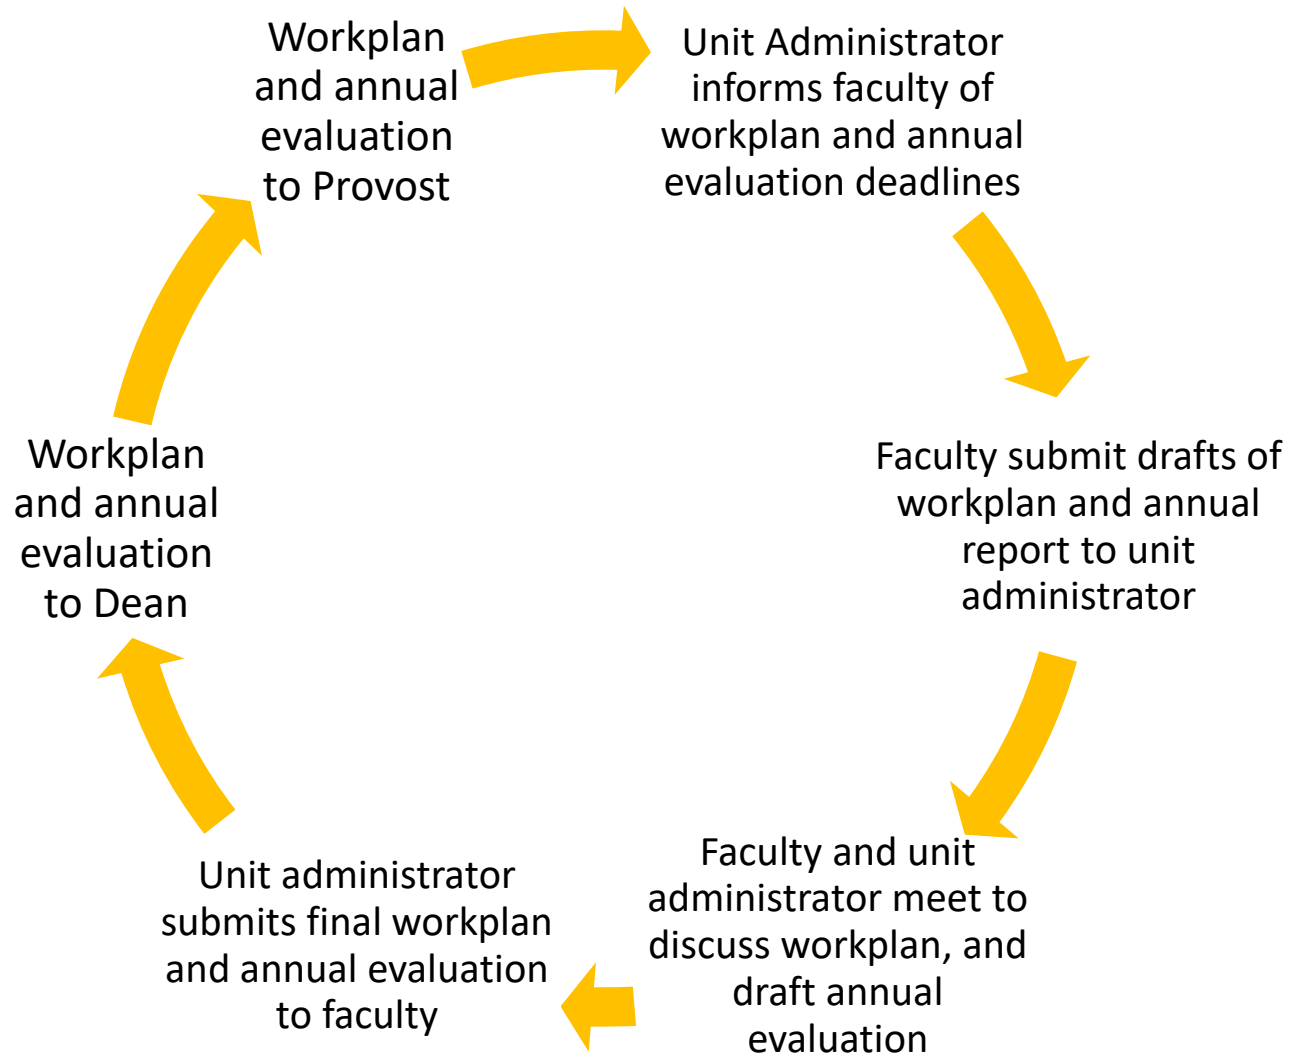 Workplan
and annual
evaluation
to Provost
Unit Administrator
informs faculty of
workplan and annual
evaluation deadlines
Faculty submit drafts of
workplan and annual
report to unit
administrator
Faculty and unit
administrator meet to
discuss workplan, and
draft annual
evaluation
Unit administrator
submits final workplan
and annual evaluation
to faculty
Workplan
and annual
evaluation
to Dean